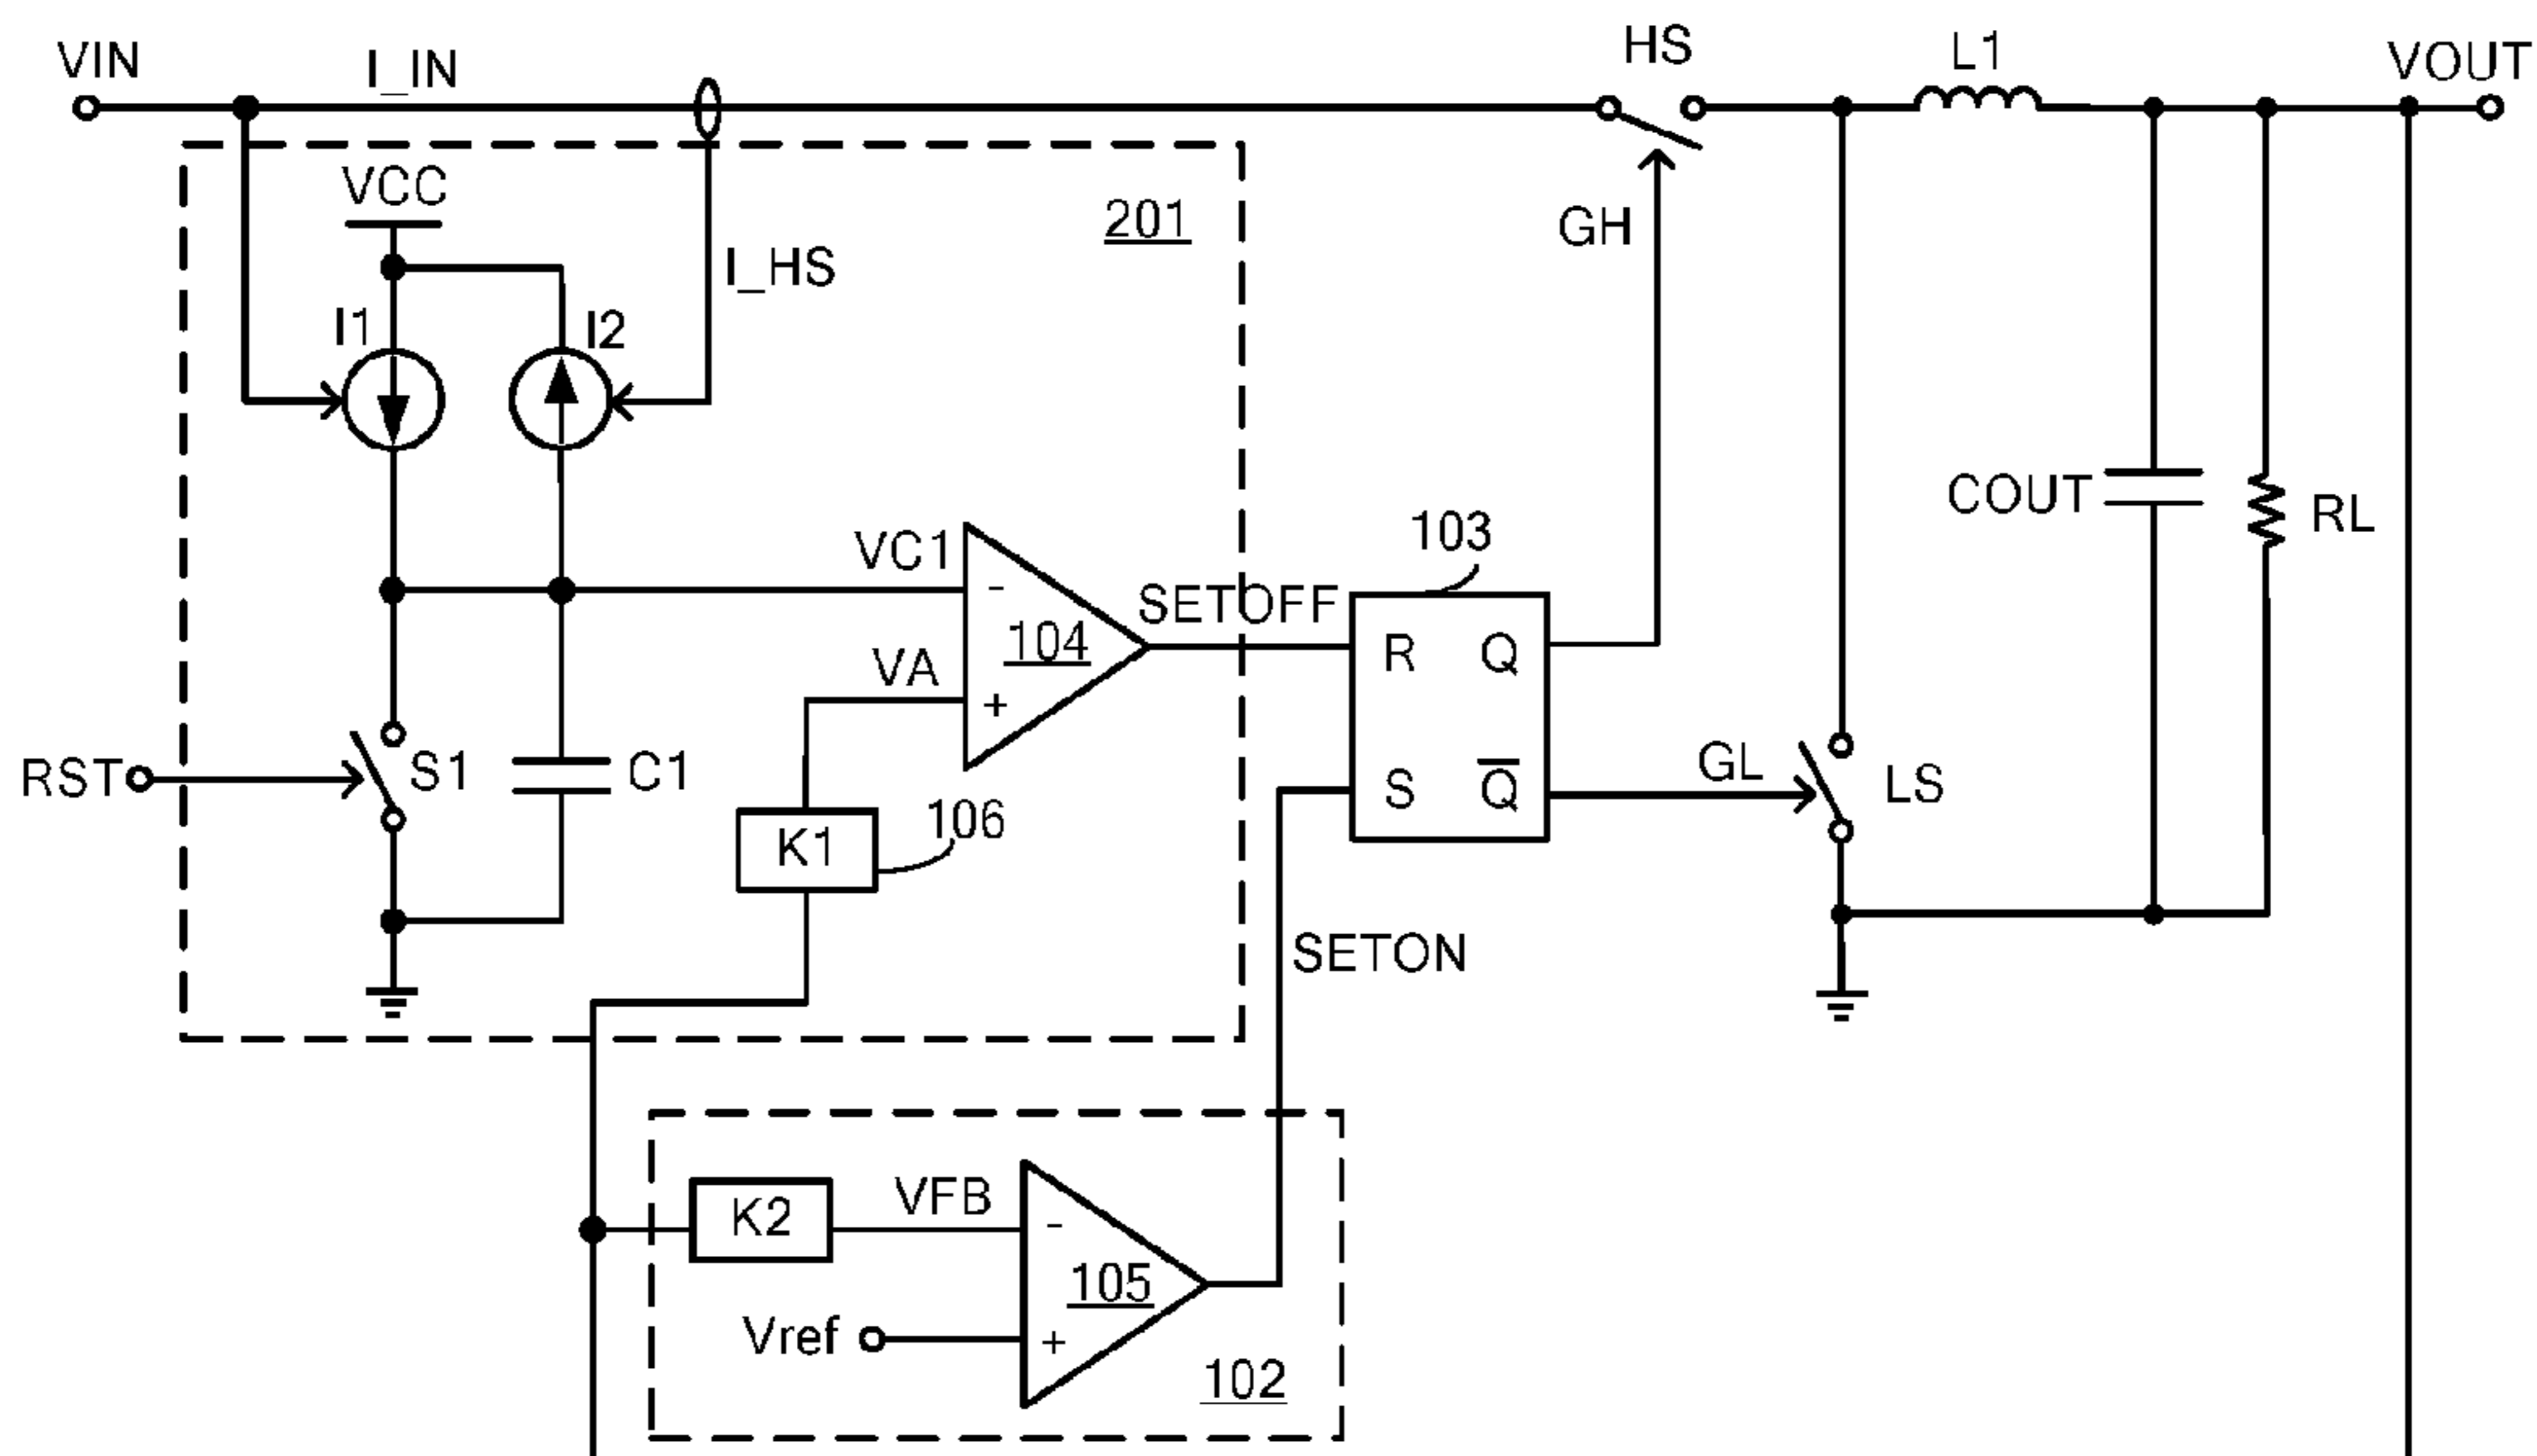 VIN
I_IN
HS
L1
VOUT
VCC
201
I_HS
GH
I1
I2
VC1
-
104
SETOFF
103
COUT
RL
VA
+
R
Q
RST
S1
C1
K1
106
S
Q̅
GL
LS
SETON
K2
VFB
-
105
Vref
+
102